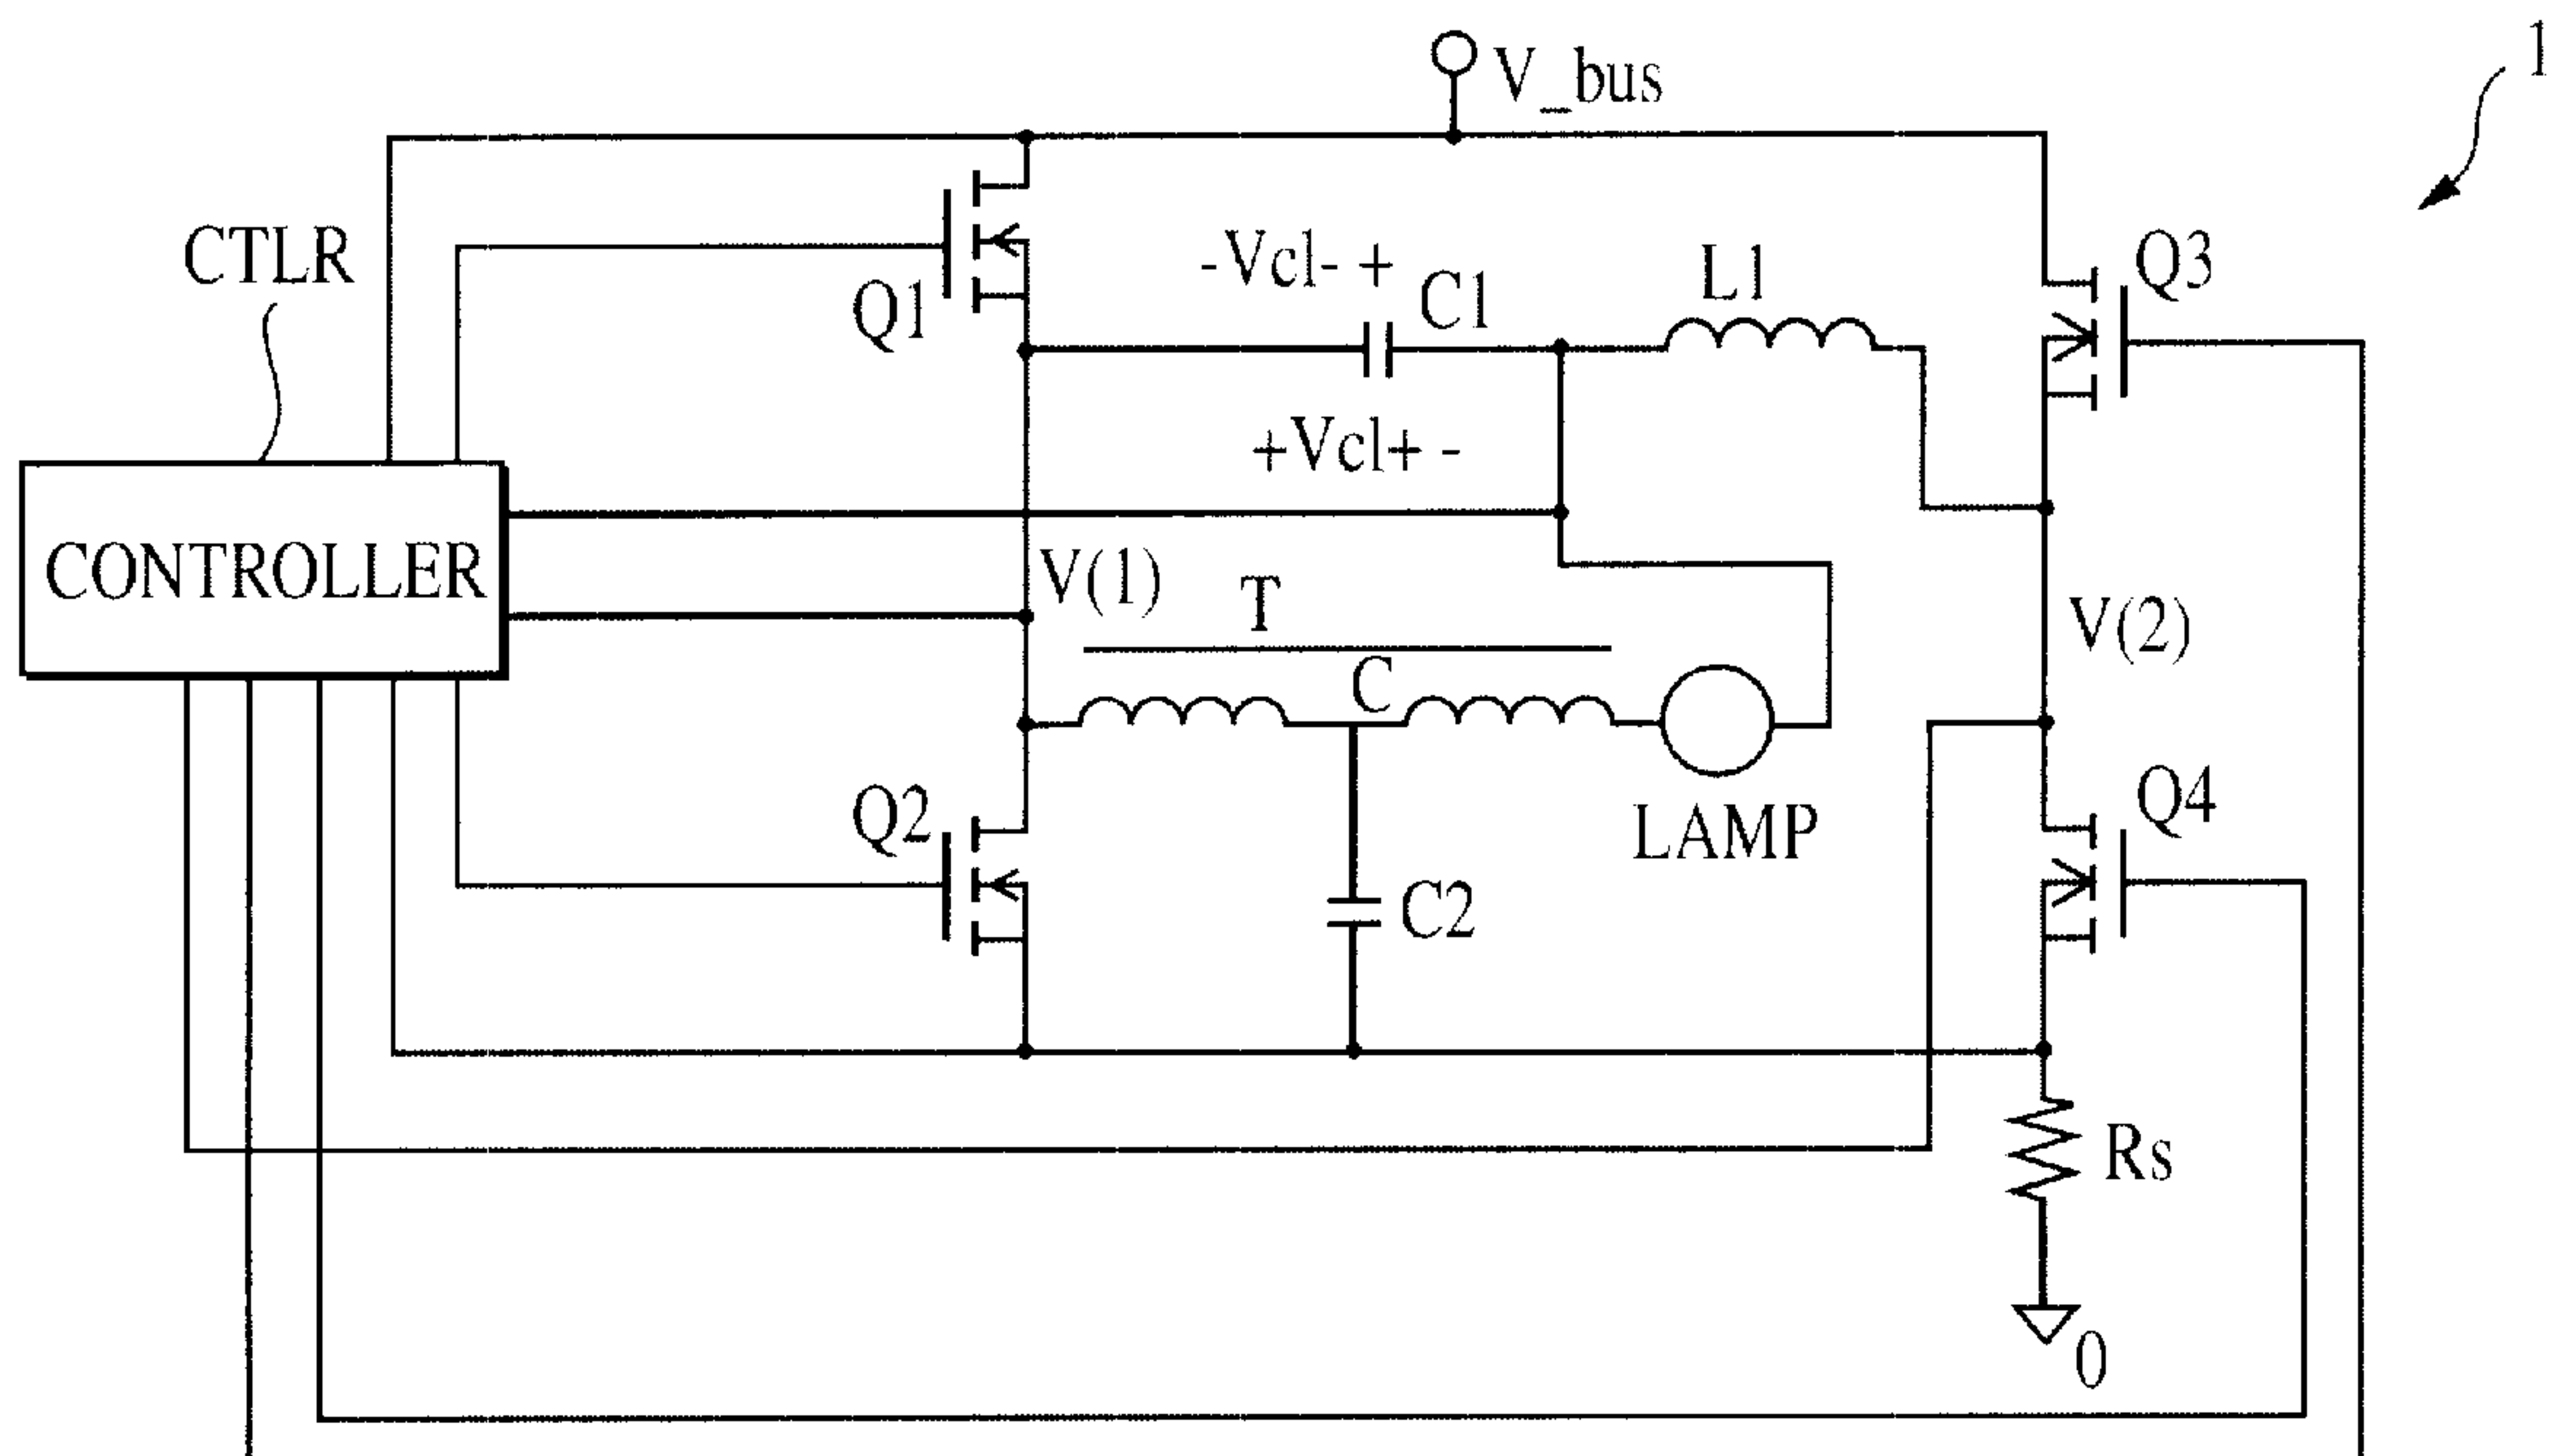 1
V_bus
CTLR
Q1
-Vcl- +
C1
L1
Q3
+Vcl+ -
CONTROLLER
V(1)
T
V(2)
C
Q2
LAMP
Q4
C2
Rs
0